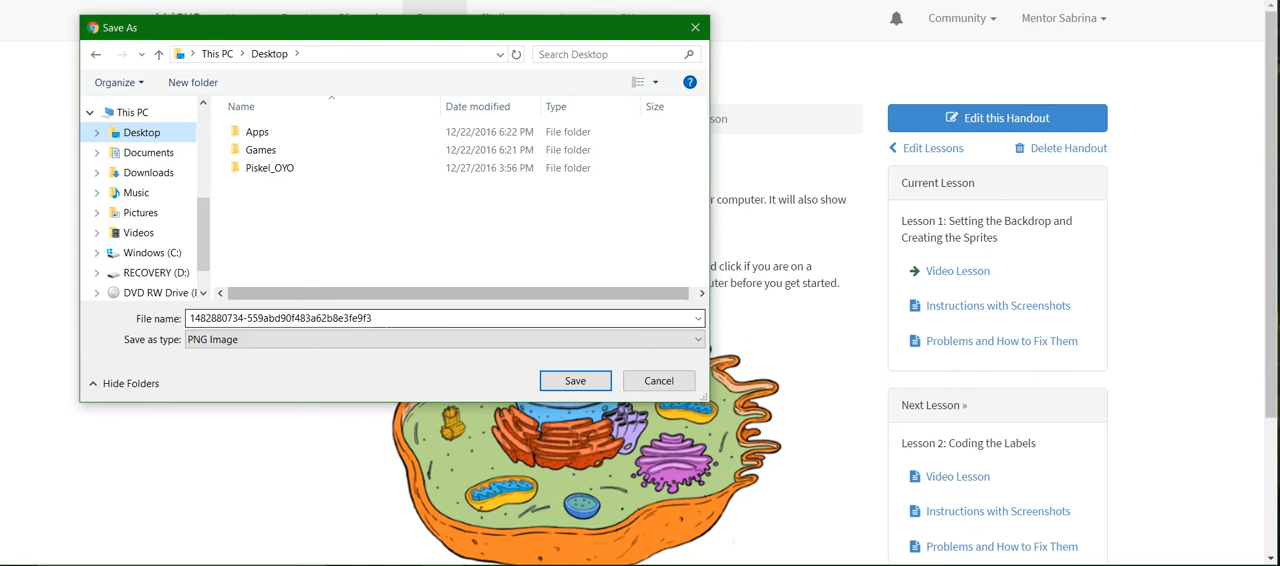 Save As
This PC
Desktop
Search Desktop
Organize
New folder
?
Name
Date modified
Type
Size
This PC
Desktop
Documents
Downloads
Music
Pictures
Videos
Windows (C:)
RECOVERY (D:)
DVD RW Drive (
Apps 12/22/2016 6:22 PM File folder
Games 12/22/2016 6:21 PM File folder
Piskel_OYO 12/27/2016 3:56 PM File folder
File name: 1482880734-559abd90f483a62b8e3fe9f3
Save as type: PNG Image
Hide Folders
Save
Cancel
Community
Mentor Sabrina
son
r computer. It will also show
d click if you are on a
uter before you get started.
Edit this Handout
Edit Lessons
Delete Handout
Current Lesson
Lesson 1: Setting the Backdrop and
Creating the Sprites
Video Lesson
Instructions with Screenshots
Problems and How to Fix Them
Next Lesson »
Lesson 2: Coding the Labels
Video Lesson
Instructions with Screenshots
Problems and How to Fix Them